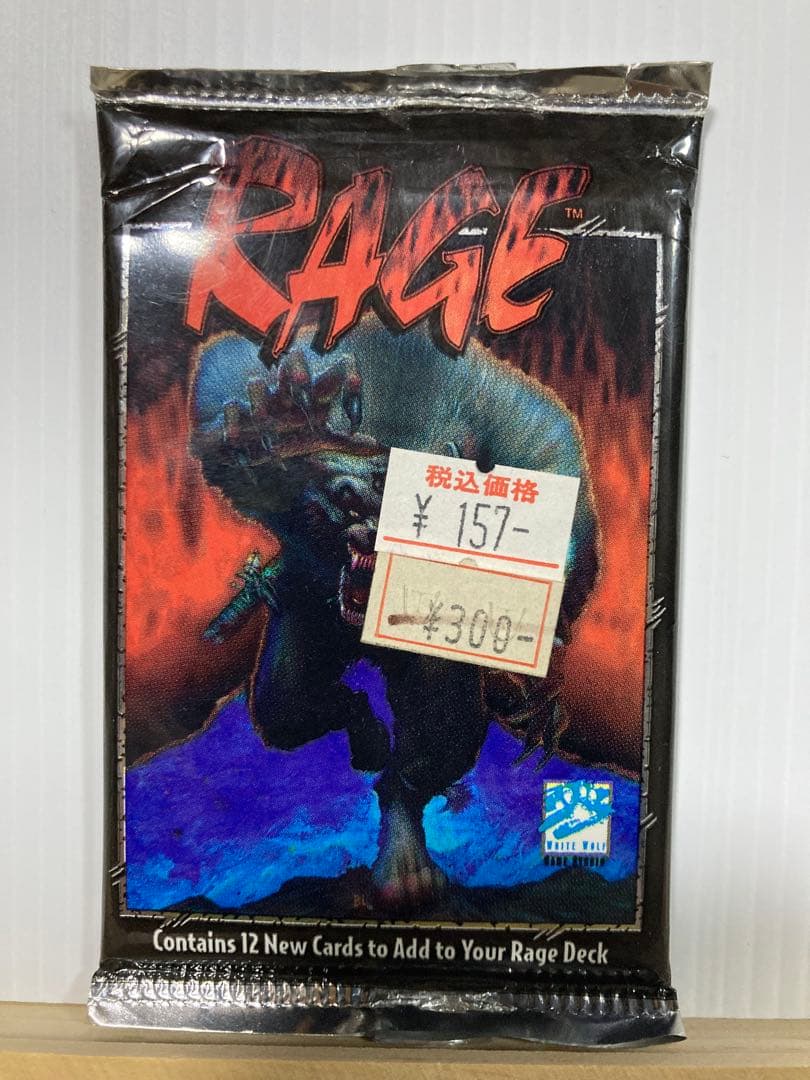 RAGE™
税込価格
¥ 157-
¥300-
WHITE WOLF
GAME STUDIO
Contains 12 New Cards to Add to Your Rage Deck